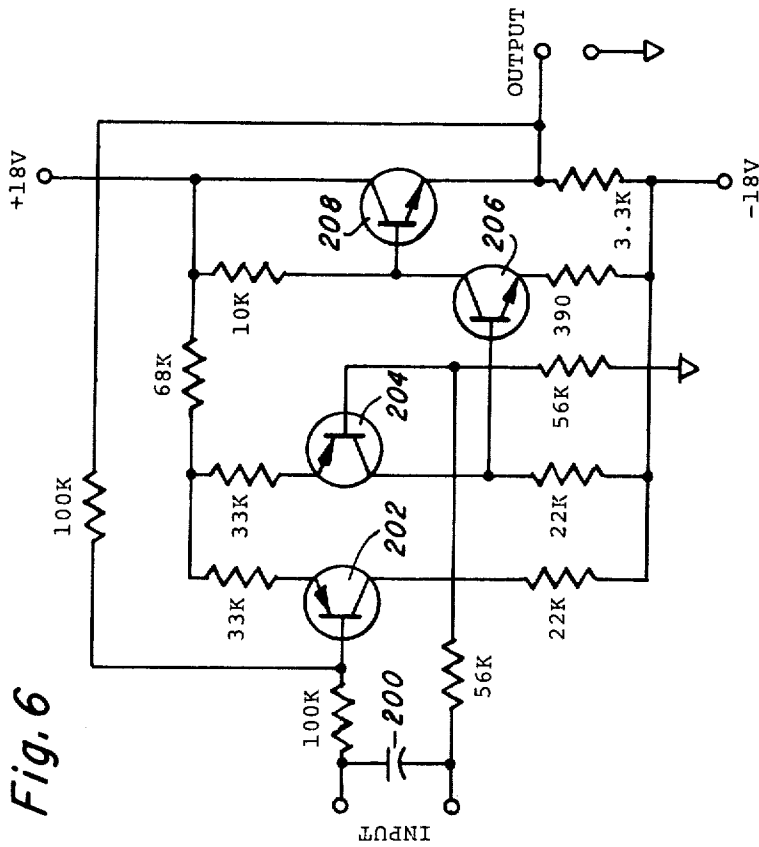 Fig. 6
+18V
OUTPUT
100K
68K
10K
208
33K
33K
204
206
202
3.3K
390
56K
22K
22K
100K
200
56K
INPUT
-18V